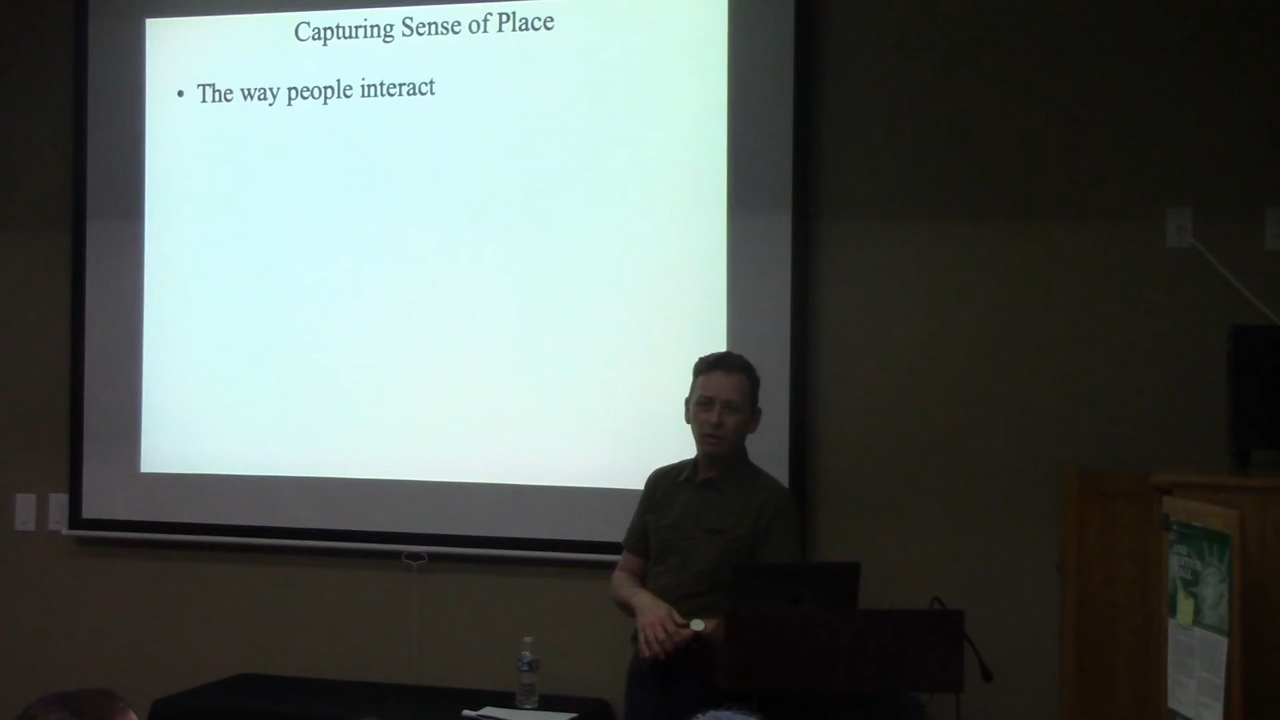 Capturing Sense of Place
• The way people interact